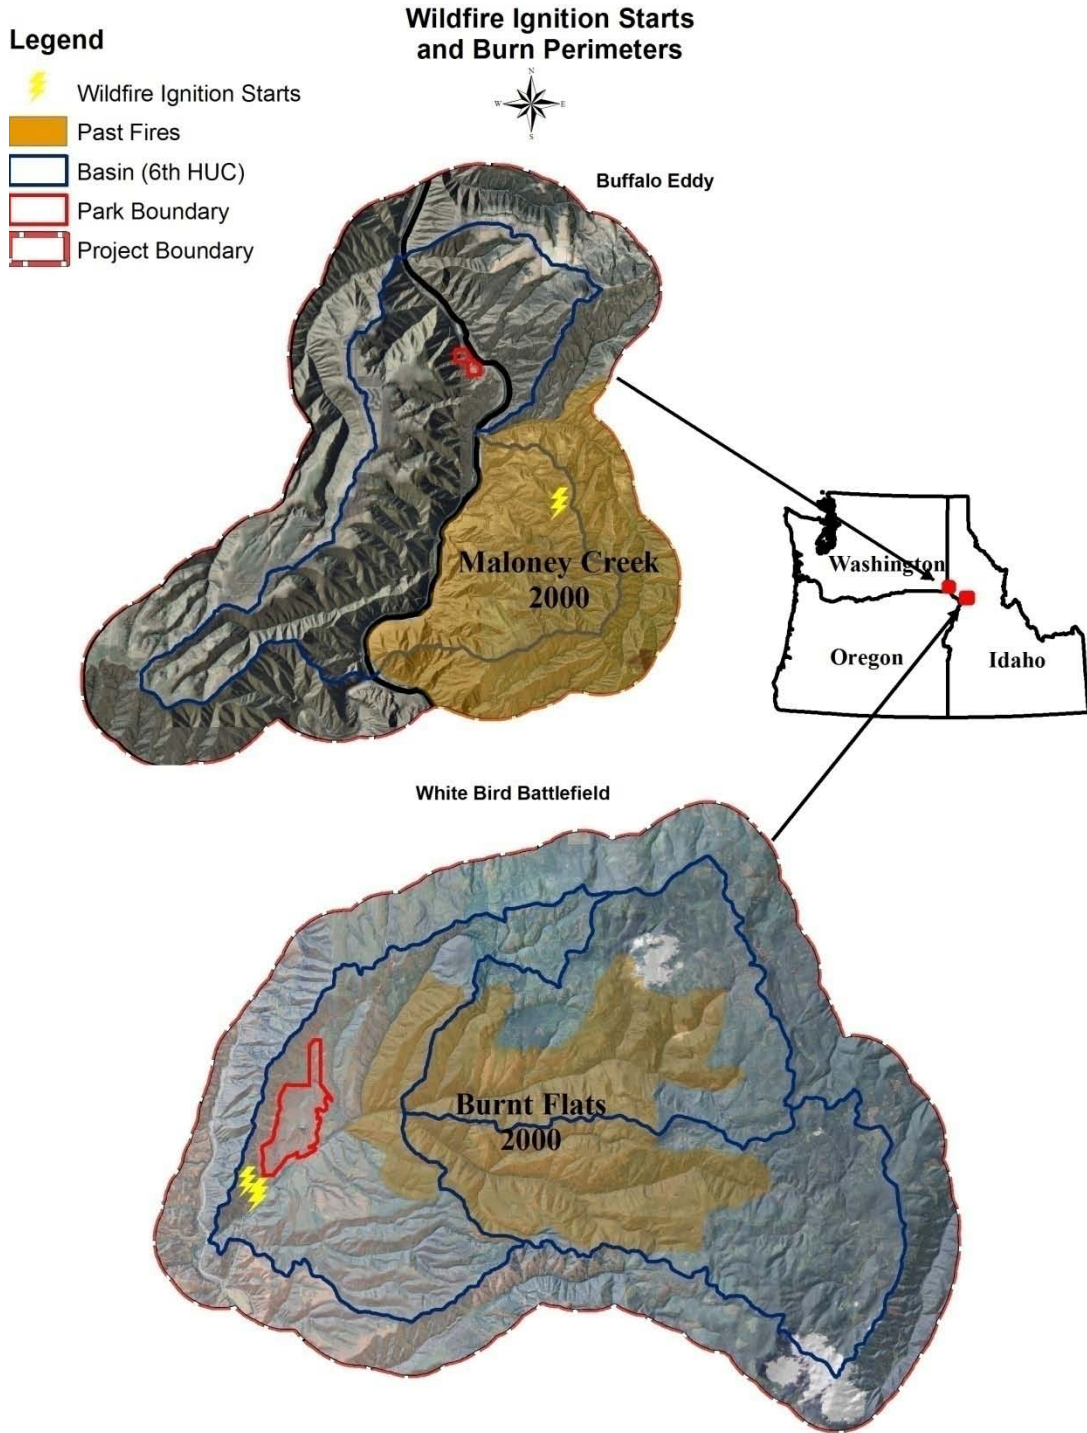 Wildfire Ignition Starts
and Burn Perimeters
Legend
Wildfire Ignition Starts
Past Fires
Basin (6th HUC)
Park Boundary
Project Boundary
N
W
E
S
Buffalo Eddy
Maloney Creek
2000
Washington
Oregon
Idaho
White Bird Battlefield
Burnt Flats
2000